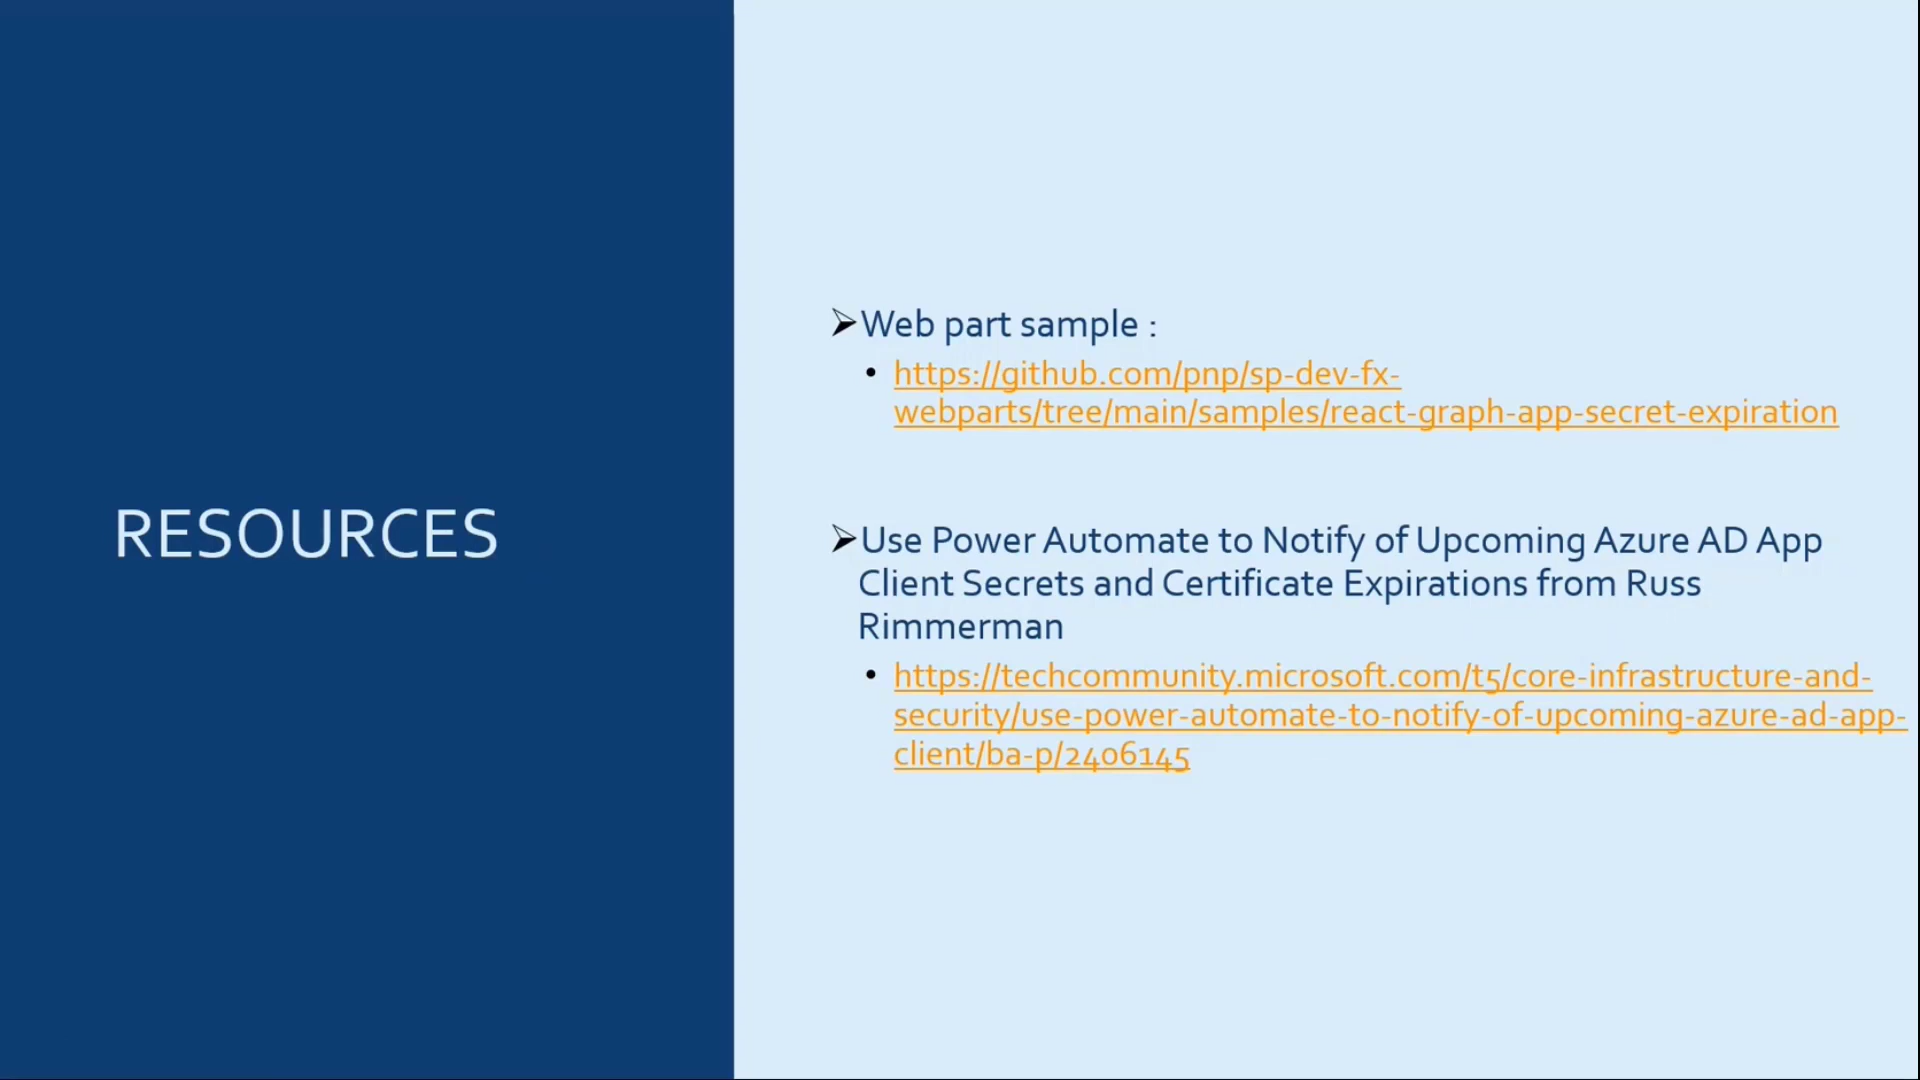 RESOURCES
➢Web part sample :
• https://github.com/pnp/sp-dev-fx-
webparts/tree/main/samples/react-graph-app-secret-expiration
➢Use Power Automate to Notify of Upcoming Azure AD App
Client Secrets and Certificate Expirations from Russ
Rimmerman
• https://techcommunity.microsoft.com/t5/core-infrastructure-and-
security/use-power-automate-to-notify-of-upcoming-azure-ad-app-
client/ba-p/2406145